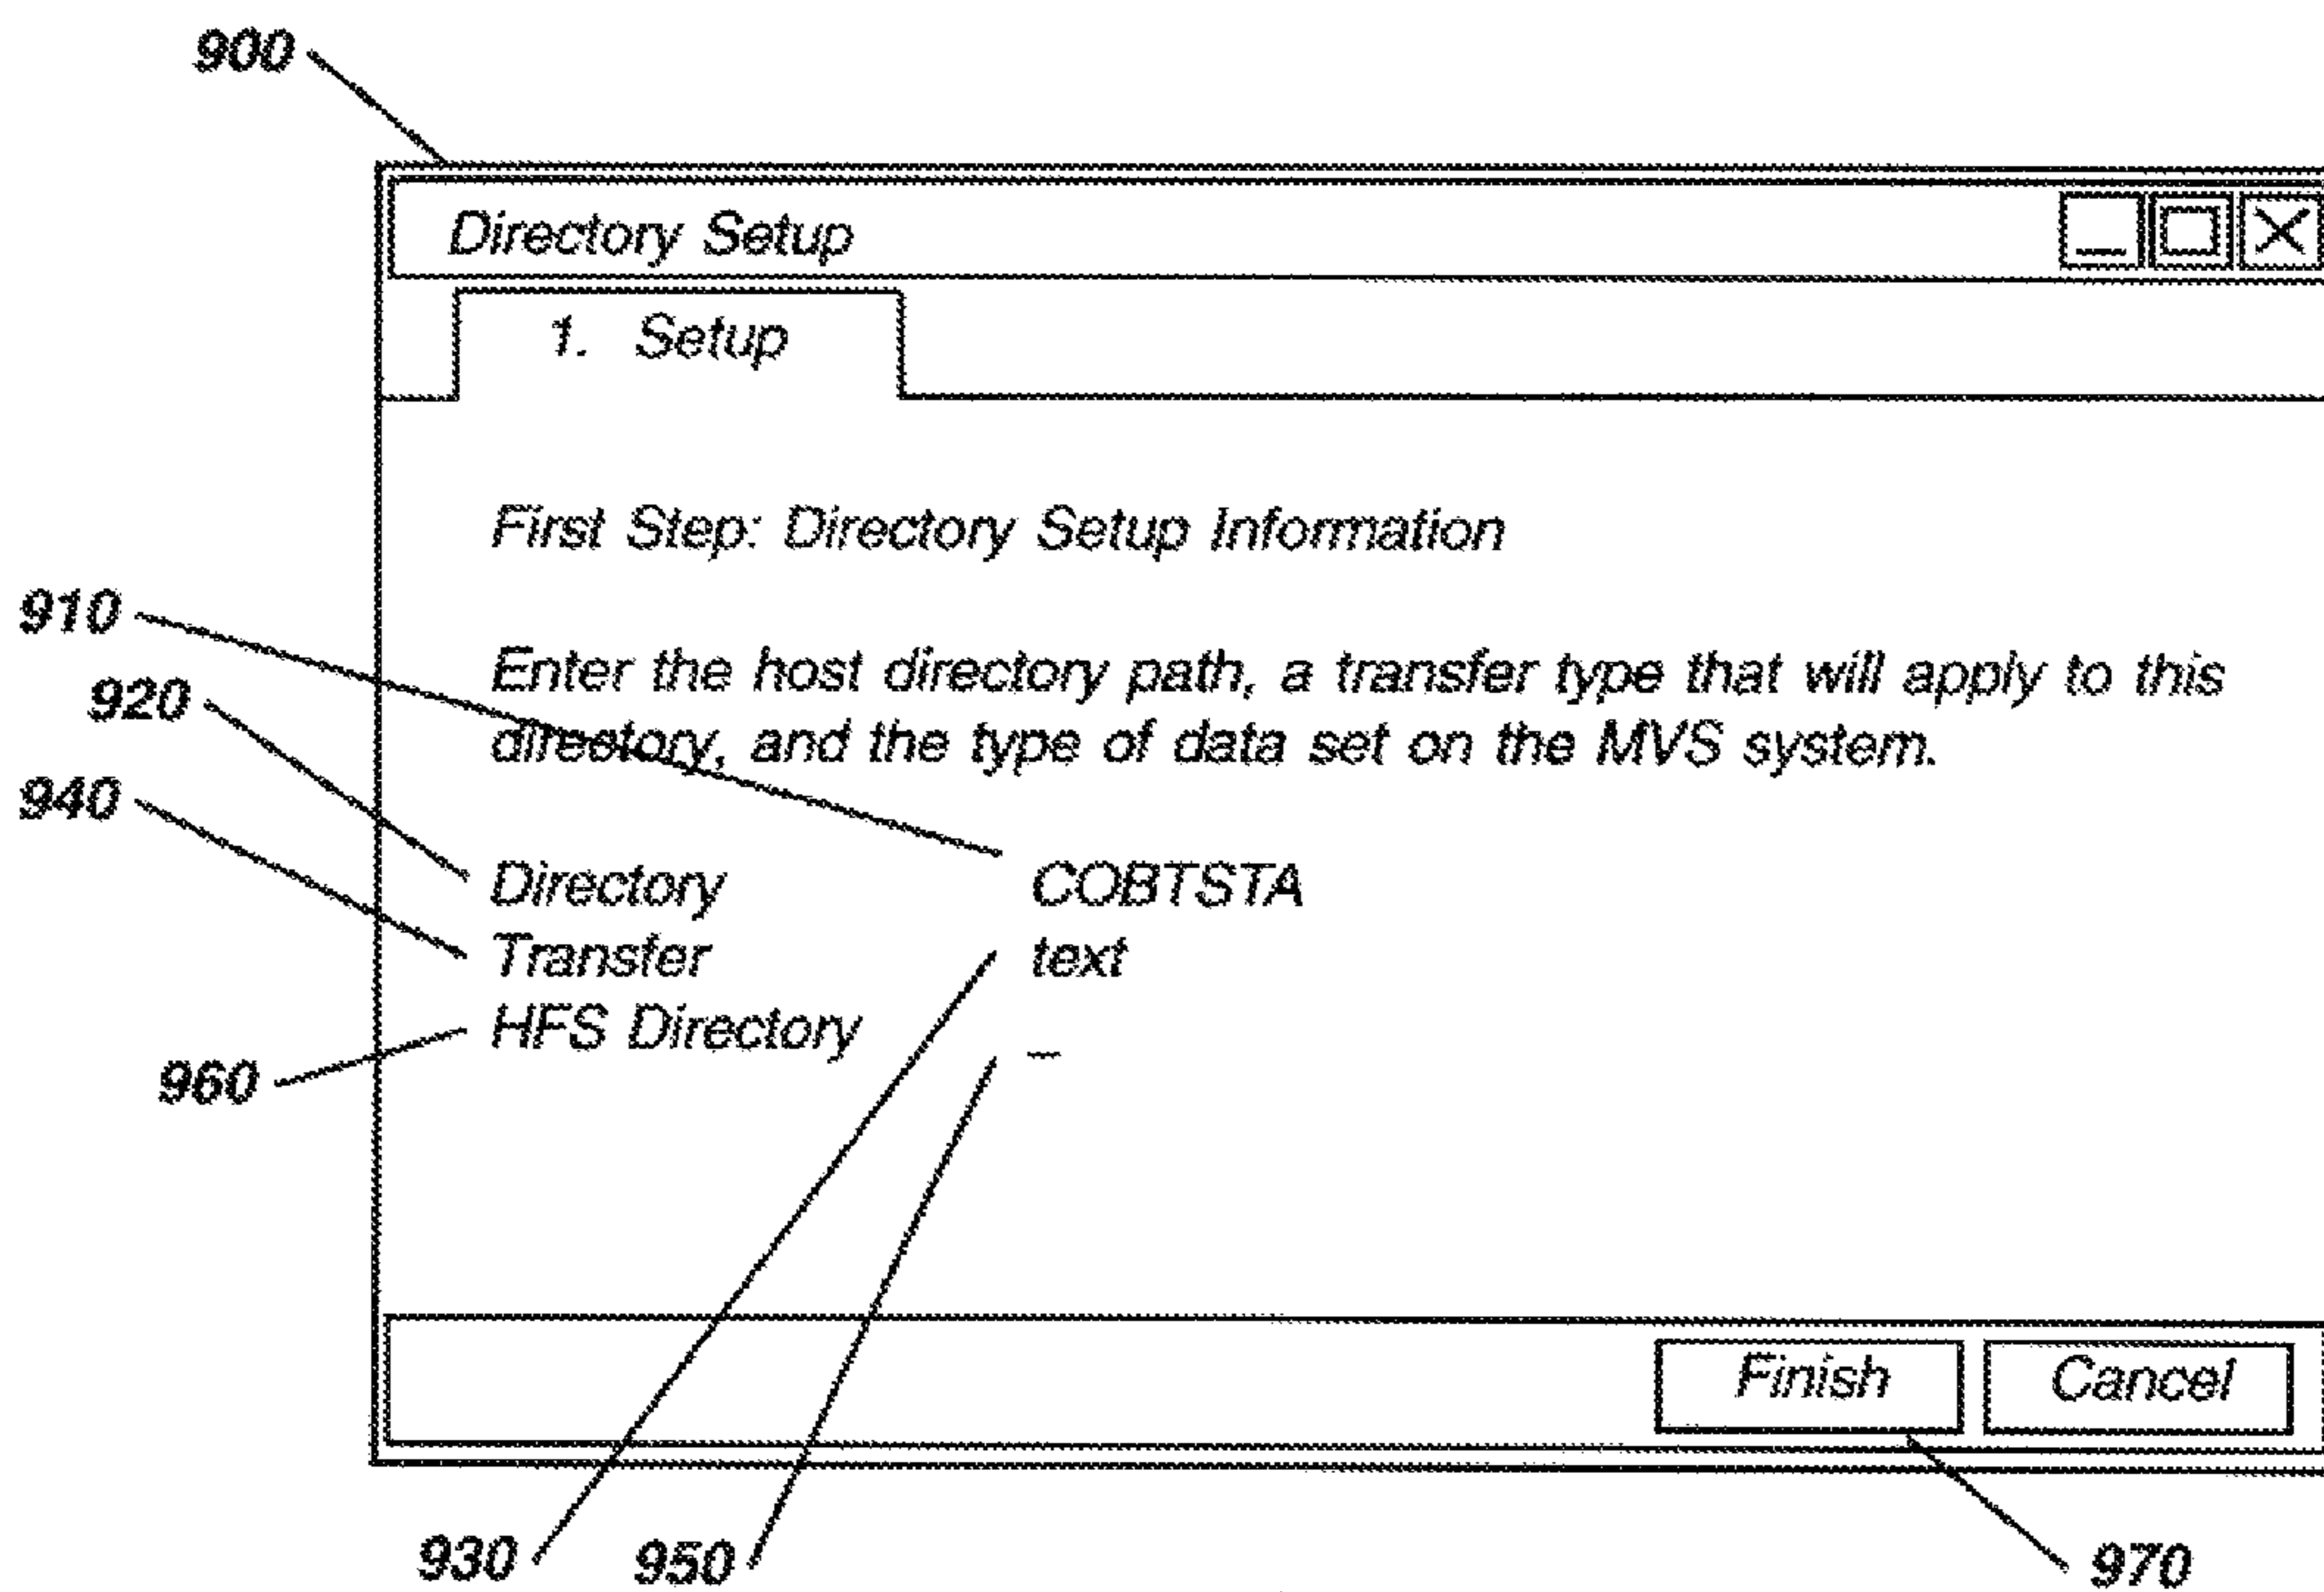 900
Directory Setup
1. Setup
First Step: Directory Setup Information
910
Enter the host directory path, a transfer type that will apply to this
920
directory, and the type of data set on the MVS system.
940
Directory COBTSTA
Transfer text
HFS Directory _
960
Finish Cancel
930 950 970